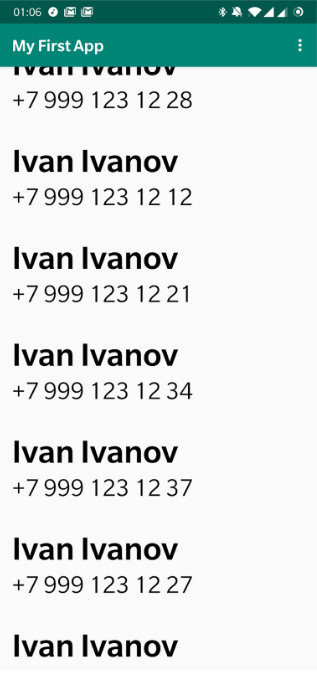 01:06
My First App
Ivan Ivanov
+7 999 123 12 28
Ivan Ivanov
+7 999 123 12 12
Ivan Ivanov
+7 999 123 12 21
Ivan Ivanov
+7 999 123 12 34
Ivan Ivanov
+7 999 123 12 37
Ivan Ivanov
+7 999 123 12 27
Ivan Ivanov